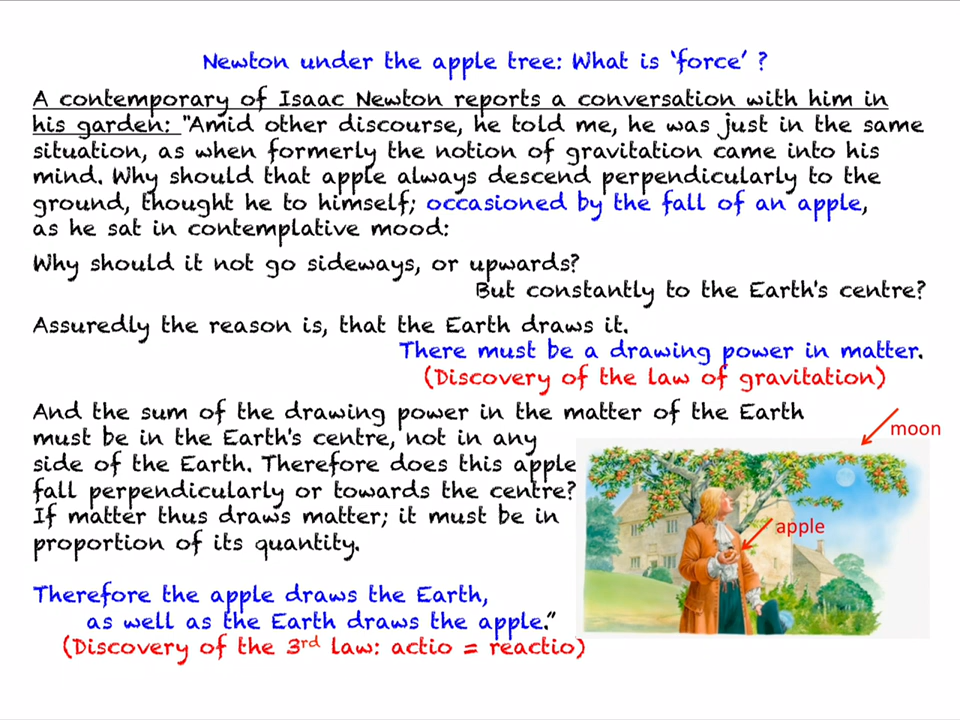 Newton under the apple tree: What is ‘force’ ?
A contemporary of Isaac Newton reports a conversation with him in
his garden: "Amid other discourse, he told me, he was just in the same
situation, as when formerly the notion of gravitation came into his
mind. Why should that apple always descend perpendicularly to the
ground, thought he to himself; occasioned by the fall of an apple,
as he sat in contemplative mood:
Why should it not go sideways, or upwards?
But constantly to the Earth's centre?
Assuredly the reason is, that the Earth draws it.
There must be a drawing power in matter.
(Discovery of the law of gravitation)
And the sum of the drawing power in the matter of the Earth
must be in the Earth's centre, not in any
side of the Earth. Therefore does this apple
fall perpendicularly or towards the centre?
If matter thus draws matter; it must be in
proportion of its quantity.
moon
apple
Therefore the apple draws the Earth,
as well as the Earth draws the apple.”
(Discovery of the 3rd law: actio = reactio)